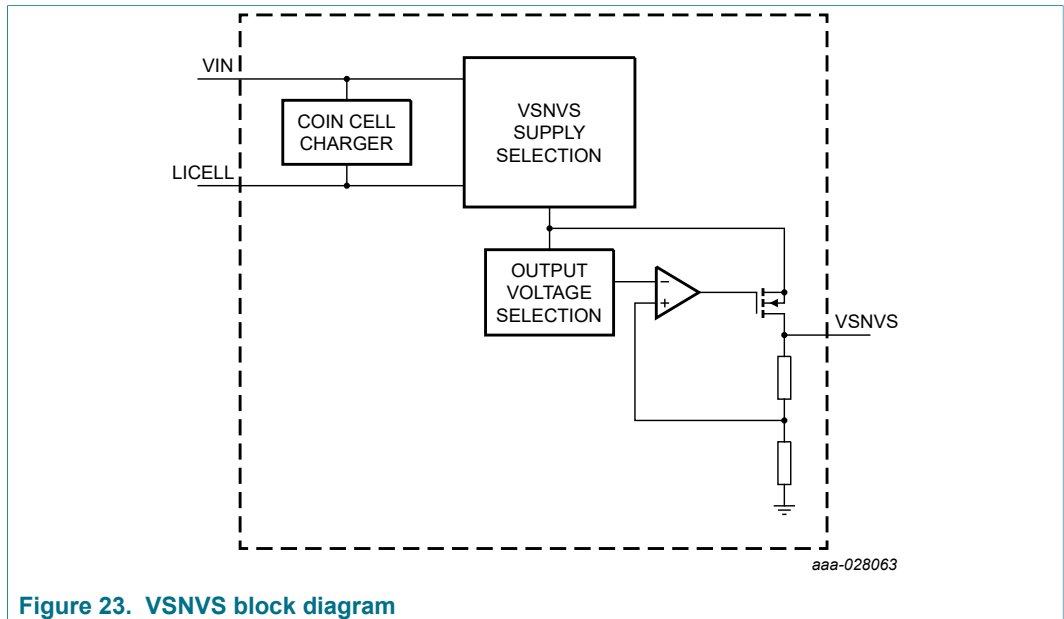 VIN
COIN CELL
CHARGER
LICELL
VSNVS
SUPPLY
SELECTION
OUTPUT
VOLTAGE
SELECTION
−
+
VSNVS
aaa-028063
Figure 23. VSNVS block diagram